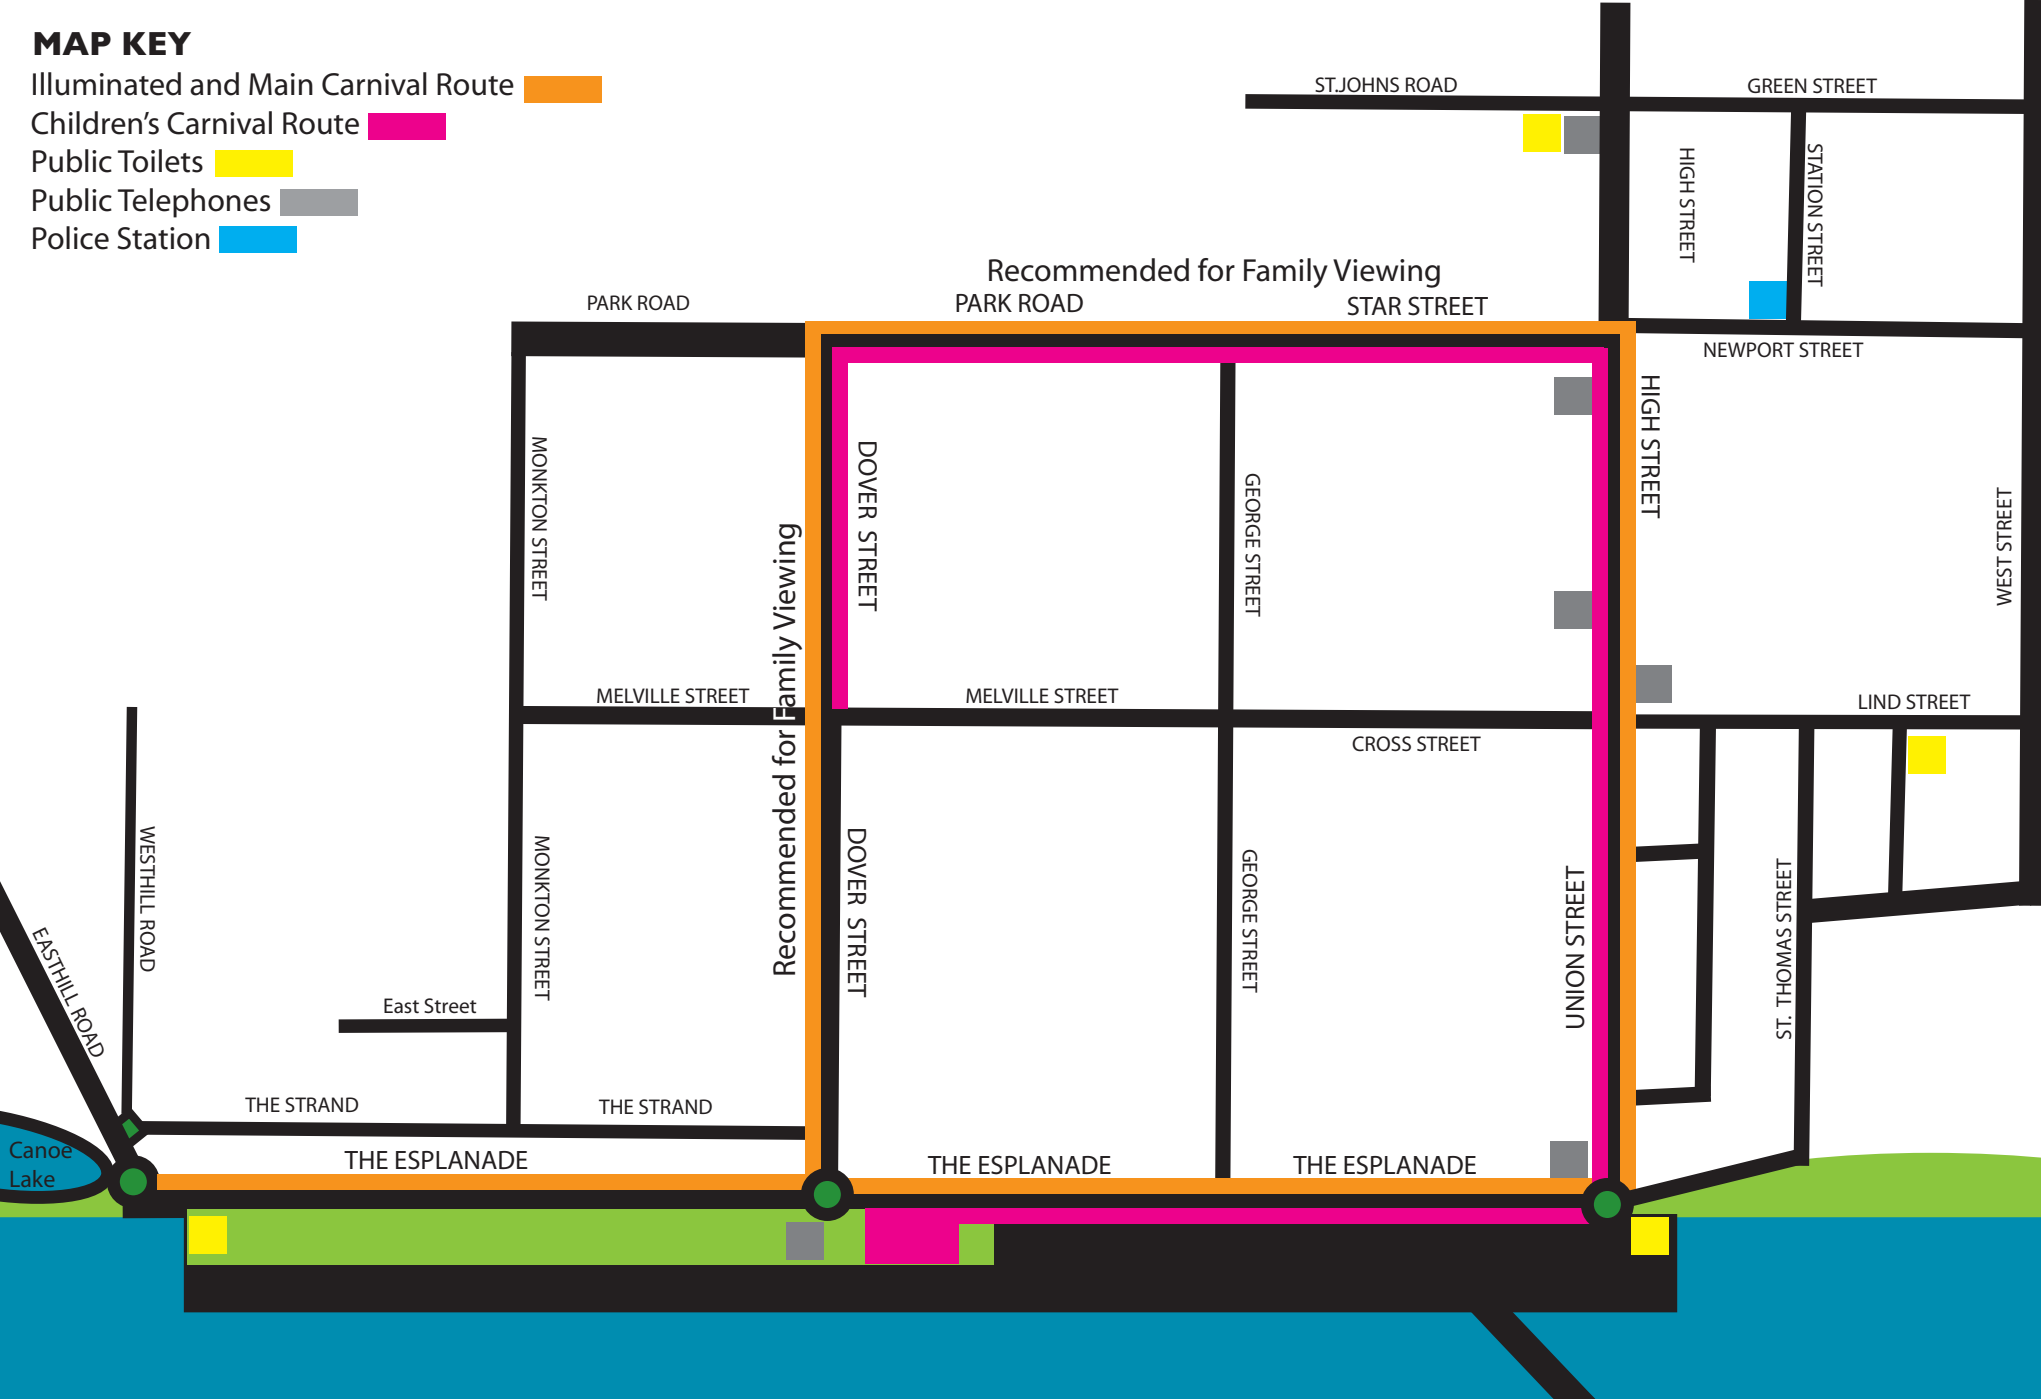 MAP KEY
Illuminated and Main Carnival Route
Children's Carnival Route
Public Toilets
Public Telephones
Police Station
ST.JOHNS ROAD
GREEN STREET
HIGH STREET
STATION STREET
Recommended for Family Viewing
PARK ROAD
PARK ROAD
STAR STREET
NEWPORT STREET
MONKTON STREET
Recommended for Family Viewing
DOVER STREET
GEORGE STREET
HIGH STREET
WEST STREET
MELVILLE STREET
MELVILLE STREET
CROSS STREET
LIND STREET
WESTHILL ROAD
EASTHILL ROAD
MONKTON STREET
DOVER STREET
GEORGE STREET
UNION STREET
ST. THOMAS STREET
East Street
THE STRAND
THE STRAND
Canoe
Lake
THE ESPLANADE
THE ESPLANADE
THE ESPLANADE